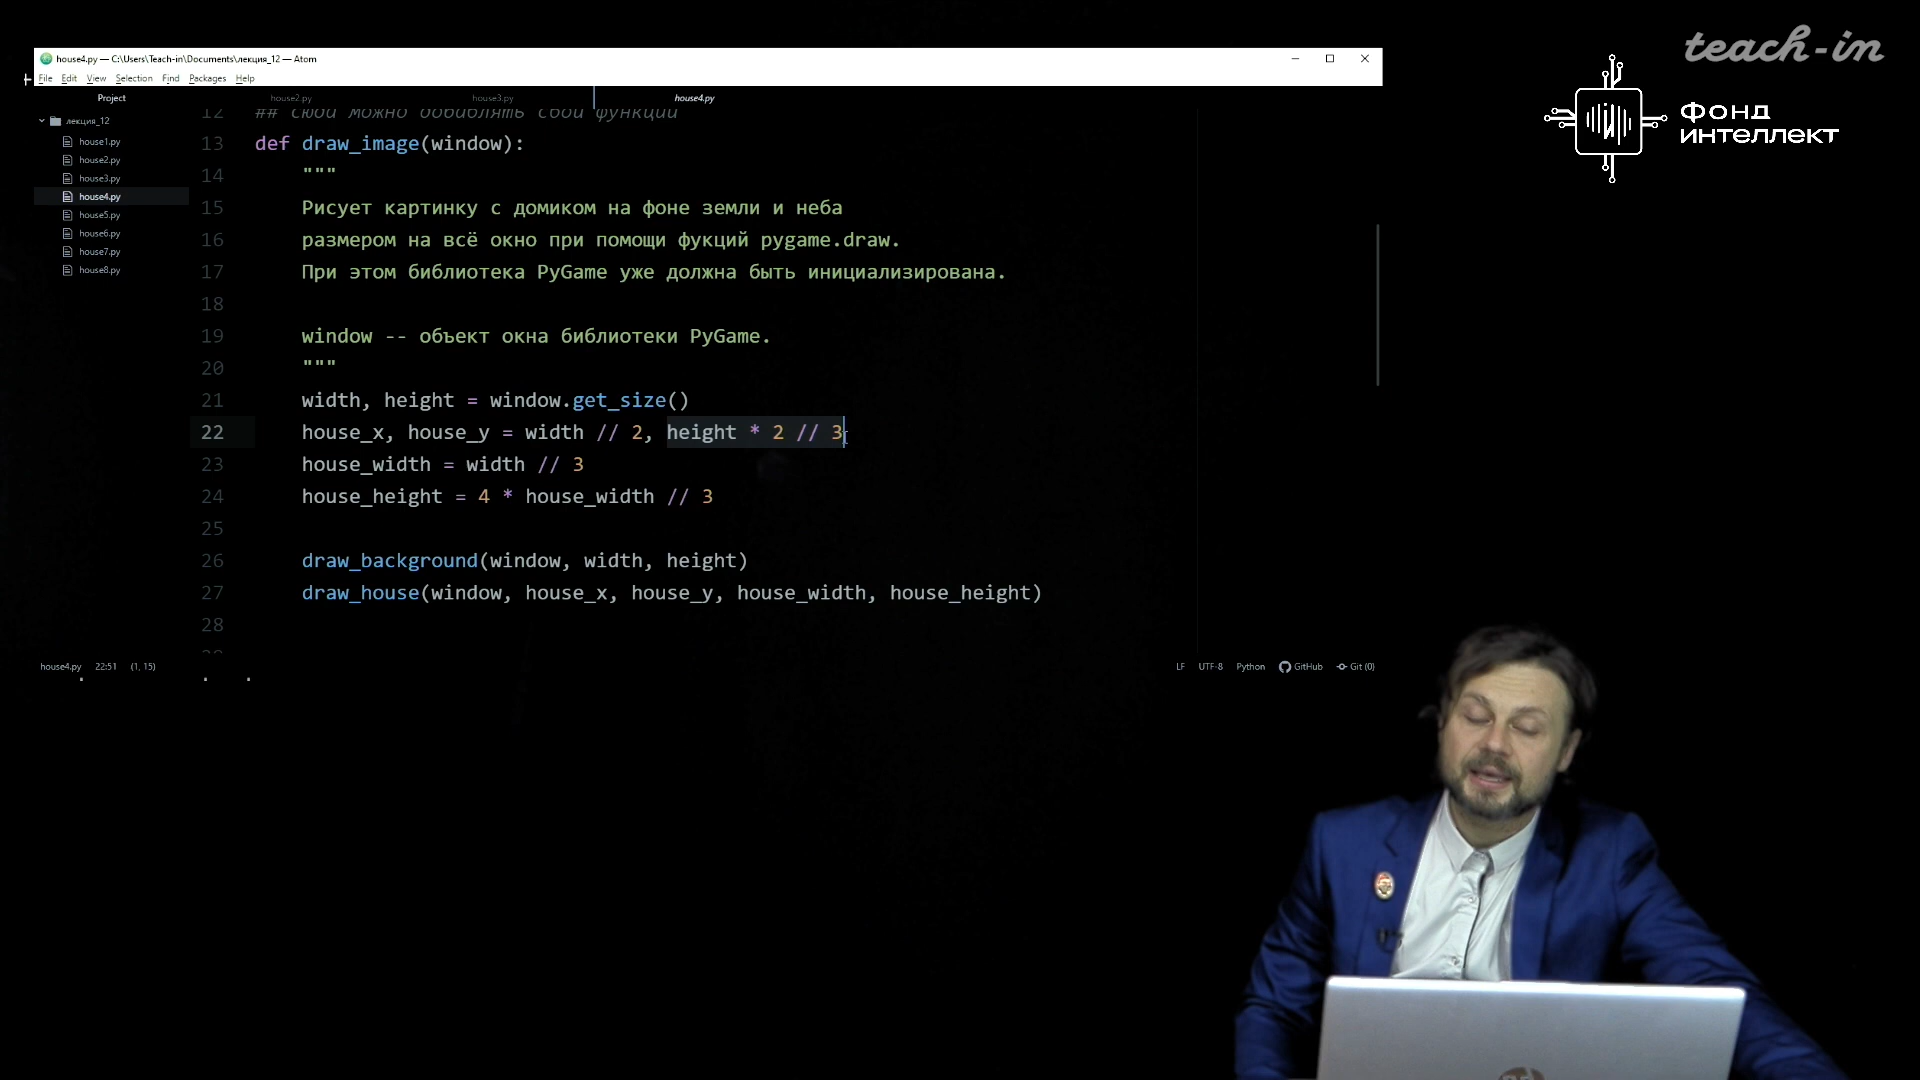 teach-in
ФОНД
ИНТЕЛЛЕКТ
house4.py — C:\Users\Teach-in\Documents\лекция_12 — Atom
File Edit View Selection Find Packages Help
Project
house2.py house3.py house4.py
лекция_12
house1.py
house2.py
house3.py
house4.py
house5.py
house6.py
house7.py
house8.py
12 ## Сюда можно добавлять свои функции
13 def draw_image(window):
14 """
15 Рисует картинку с домиком на фоне земли и неба
16 размером на всё окно при помощи фукций pygame.draw.
17 При этом библиотека PyGame уже должна быть инициализирована.
18
19 window -- объект окна библиотеки PyGame.
20 """
21 width, height = window.get_size()
22 house_x, house_y = width // 2, height * 2 // 3
23 house_width = width // 3
24 house_height = 4 * house_width // 3
25
26 draw_background(window, width, height)
27 draw_house(window, house_x, house_y, house_width, house_height)
28
house4.py 22:51 (1, 15) LF UTF-8 Python GitHub Git (0)